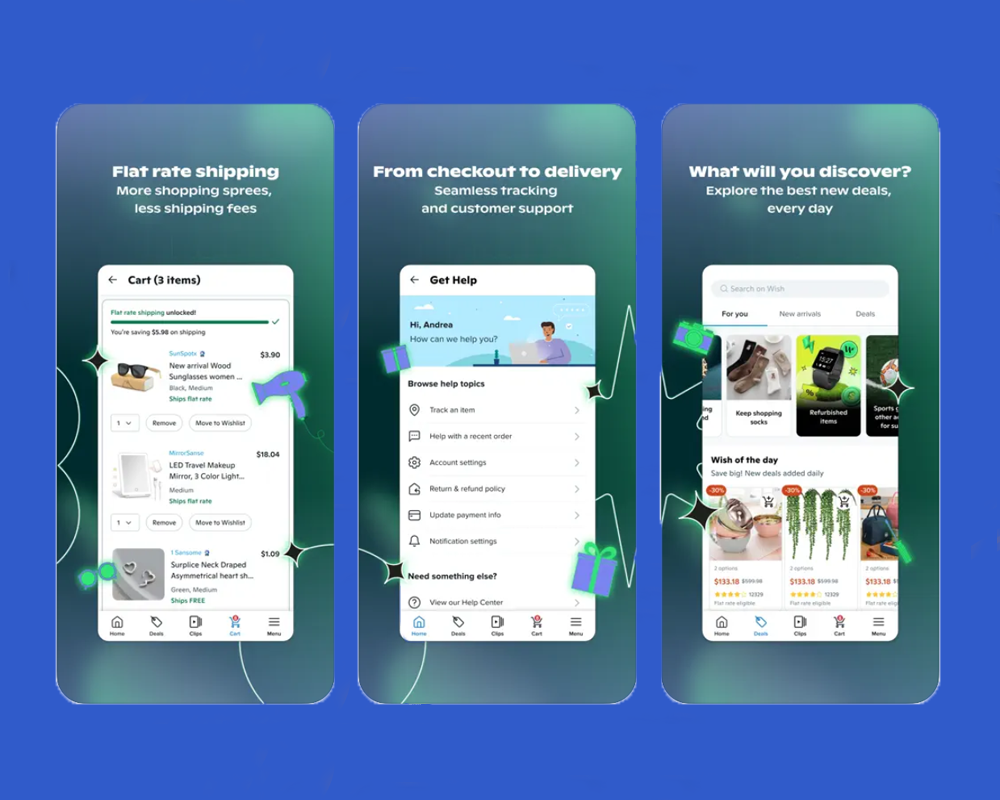 Flat rate shipping
More shopping sprees,
less shipping fees
Cart (3 items)
Flat rate shipping unlocked!
You're saving $5.98 on shipping
SunSpots
$3.90
New arrival Wood
Sunglasses women ...
Black, Medium
Ships flat rate
1
Remove
Move to Wishlist
MirrorSense
$18.04
LED Travel Makeup
Mirror, 3 Color Light...
Medium
Ships flat rate
1
Remove
Move to Wishlist
1 Sansome
$1.09
Surplice Neck Draped
Asymmetrical heart sh...
Green, Medium
Ships FREE
Home
Deals
Clips
Cart
Menu
From checkout to delivery
Seamless tracking
and customer support
Get Help
Hi, Andrea
How can we help you?
Browse help topics
Track an item
Help with a recent order
Account settings
Return & refund policy
Update payment info
Notification settings
Need something else?
View our Help Center
Home
Deals
Clips
Cart
Menu
What will you discover?
Explore the best new deals,
every day
Search on Wish
For you
New arrivals
Deals
Keep shopping
socks
Refurbished
items
Sports
other a
for su
Wish of the day
Save big! New deals added daily
-30%
-30%
-30%
2 options
2 options
2 options
$133.18 $599.98
$133.18 $599.98
$133.18 $
12329
12329
Flat rate eligible
Flat rate eligible
Flat rate eligible
Home
Deals
Clips
Cart
Menu